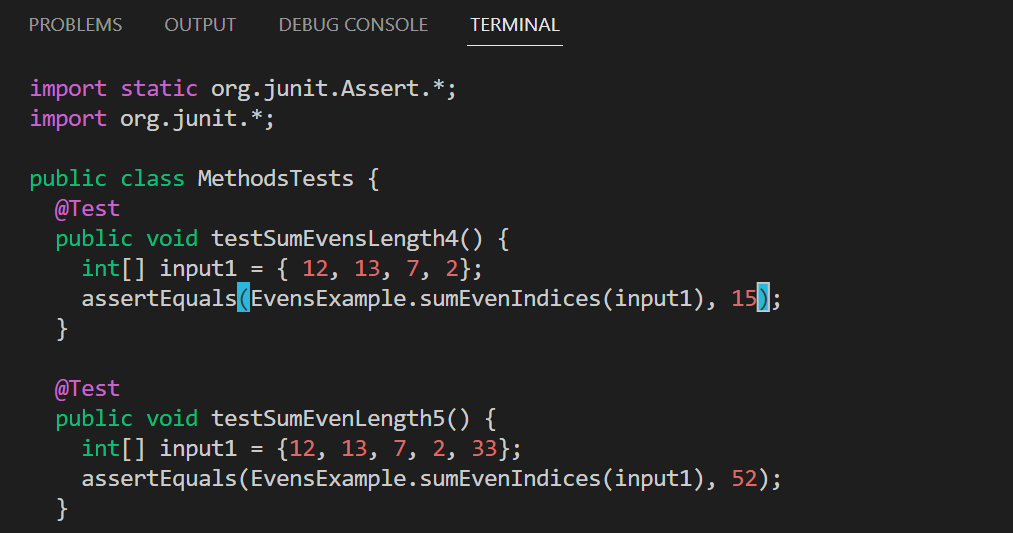 PROBLEMS OUTPUT DEBUG CONSOLE TERMINAL
import static org.junit.Assert.*;
import org.junit.*;
public class MethodsTests {
@Test
public void testSumEvensLength4() {
int[] input1 = { 12, 13, 7, 2};
assertEquals(EvensExample.sumEvenIndices(input1), 15);
}
@Test
public void testSumEvenLength5() {
int[] input1 = {12, 13, 7, 2, 33};
assertEquals(EvensExample.sumEvenIndices(input1), 52);
}